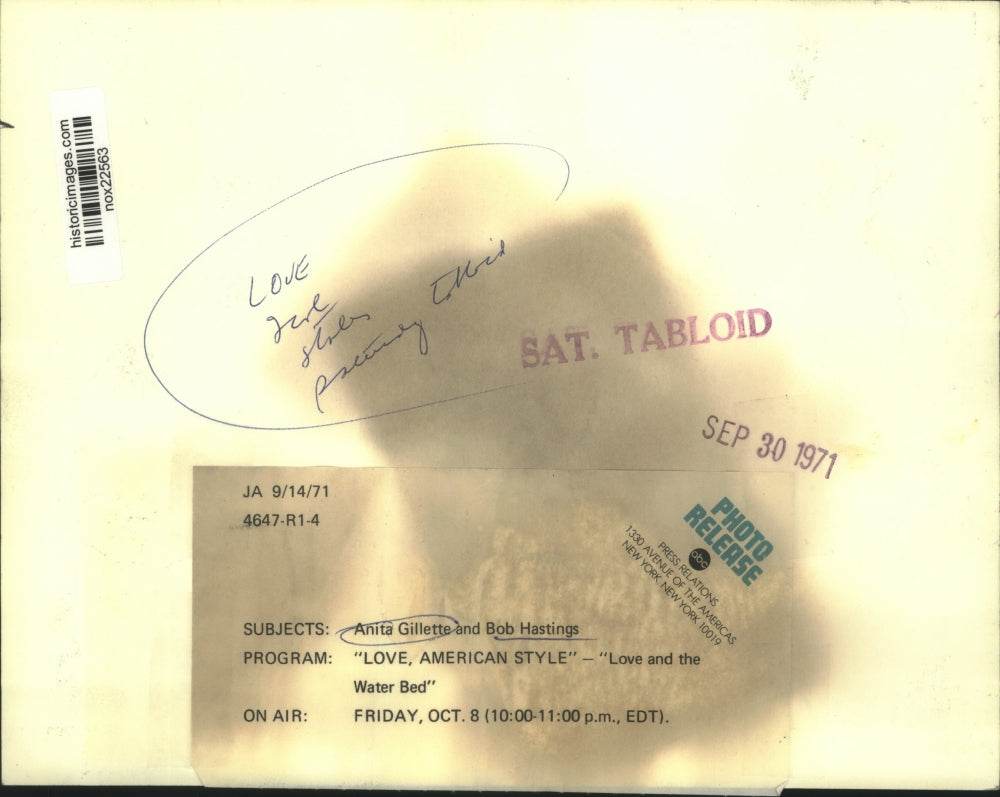 historicimages.com
nox22563
LOVE
SAT. TABLOID
SEP 30 1971
JA 9/14/71
4647-R1-4
PHOTO
RELEASE
abc
PRESS RELATIONS
1330 AVENUE OF THE AMERICAS
NEW YORK, NEW YORK 10019
SUBJECTS: Anita Gillette and Bob Hastings
PROGRAM: “LOVE, AMERICAN STYLE” – “Love and the
Water Bed”
ON AIR: FRIDAY, OCT. 8 (10:00-11:00 p.m., EDT).